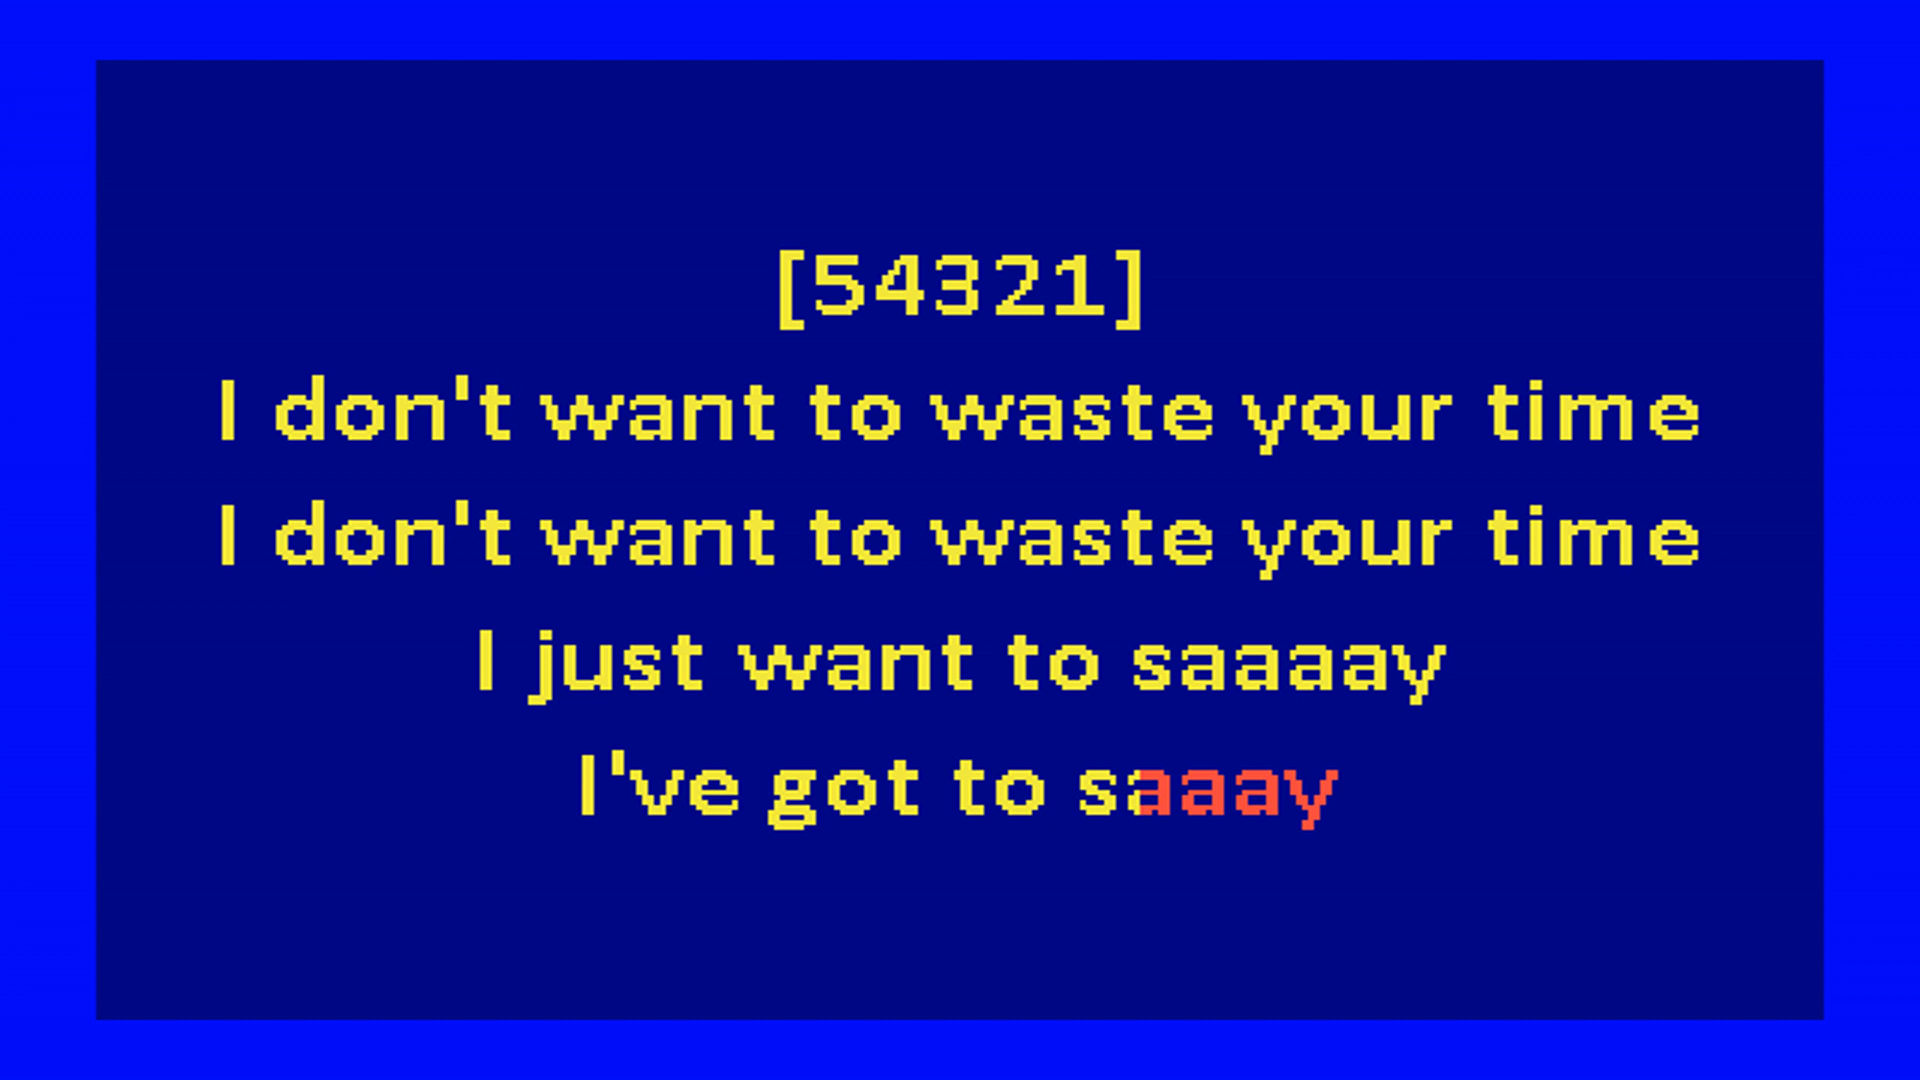 [54321]
I don't want to waste your time
I don't want to waste your time
I just want to saaaay
I've got to saaay